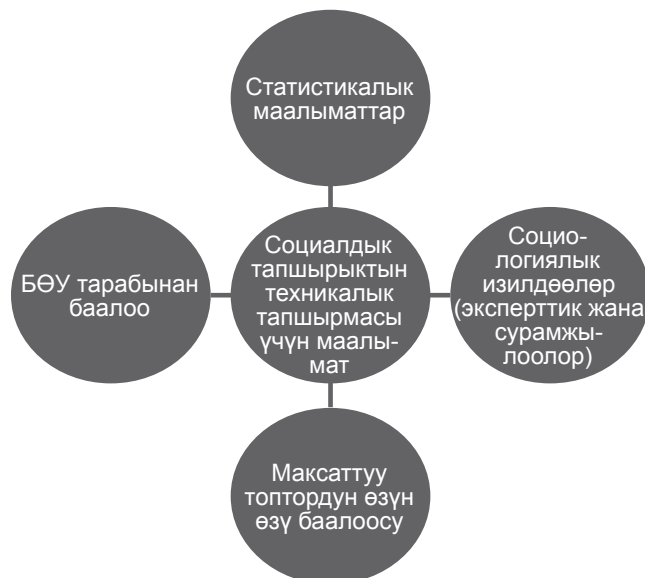 Статистикалык
маалыматтар
БӨУ тарабынан
баалоо
Социалдык
тапшырыктын
техникалык
тапшырмасы
үчүн маалы-
мат
Социо-
логиялык
изилдөөлөр
(эксперттик жана
сурамжы-
лоолор)
Максаттуу
топтордун өзүн
өзү баалоосу